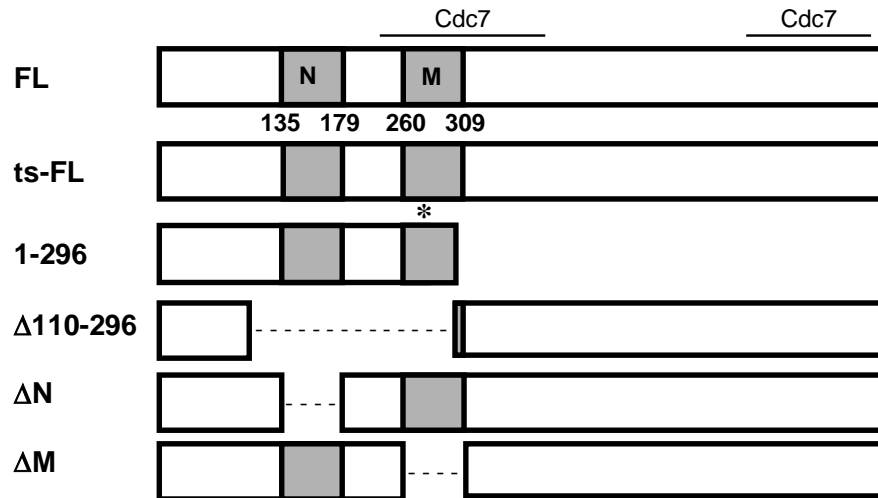 Cdc7 Cdc7
FL N M
135 179 260 309
ts-FL
*
1-296
Δ110-296
ΔN
ΔM